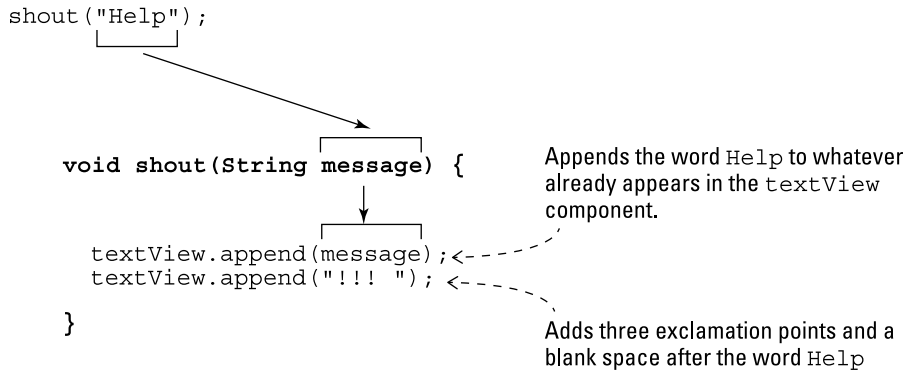 shout("Help");
void shout(String message) {
Appends the word Help to whatever
already appears in the textView
component.
textView.append(message);
textView.append("!!! ");
}
Adds three exclamation points and a
blank space after the word Help